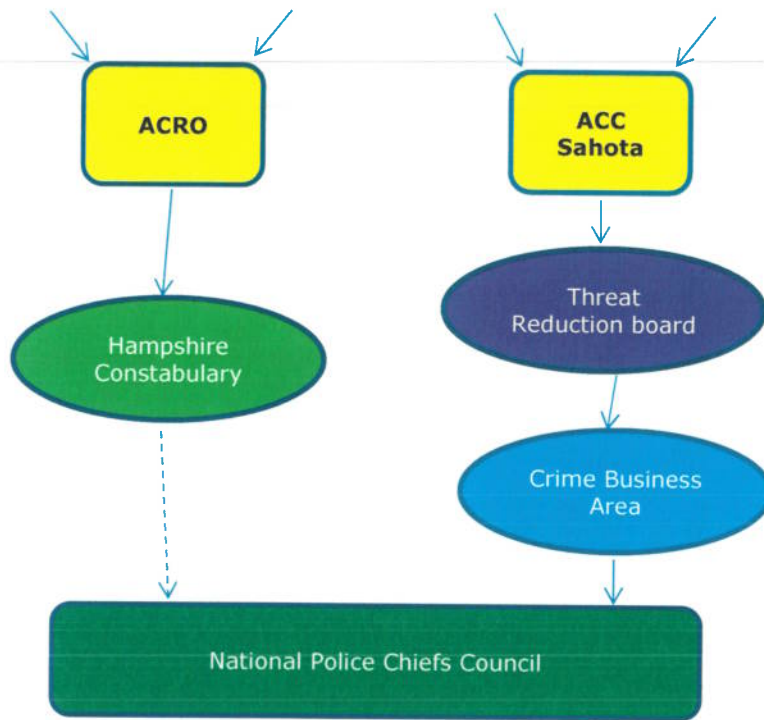 ACRO
ACC
Sahota
Threat
Reduction board
Hampshire
Constabulary
Crime Business
Area
National Police Chiefs Council